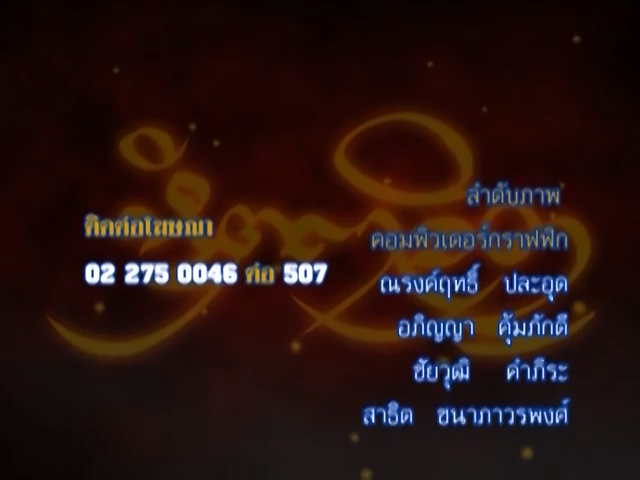 ติดต่อโฆษณา
02 275 0046 ต่อ 507
ลำดับภาพ
คอมพิวเตอร์กราฟฟิก
ณรงค์ฤทธิ์ ปละอุด
อภิญญา คุ้มภักดี
ชัยวุฒิ คำภีระ
สาธิต ชนาภาวรพงศ์